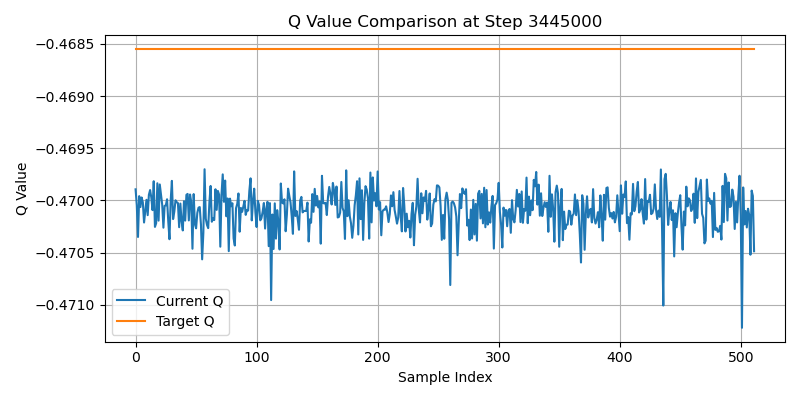 Q Value Comparison at Step 3445000
Q Value
−0.4685
−0.4690
−0.4695
−0.4700
−0.4705
−0.4710
Current Q
Target Q
0 100 200 300 400 500
Sample Index